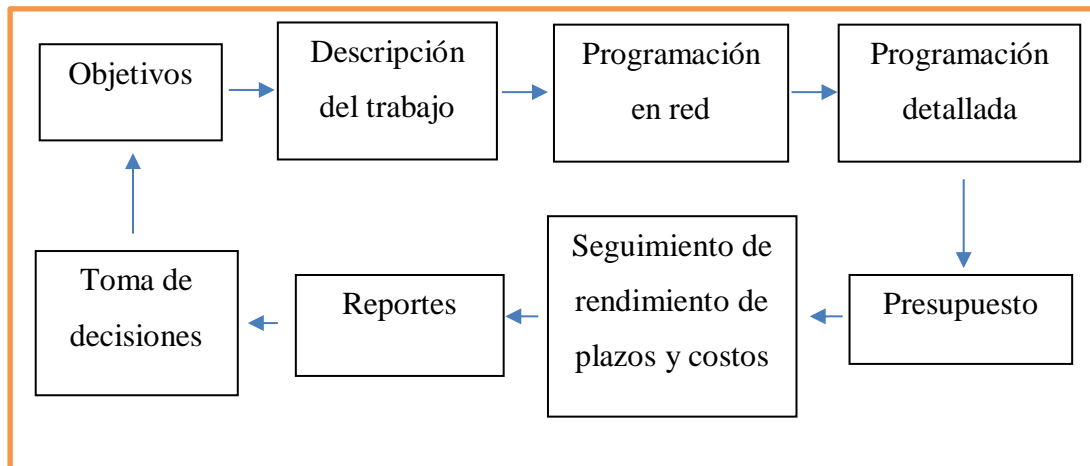 Objetivos
Descripción
del trabajo
Programación
en red
Programación
detallada
Toma de
decisiones
Reportes
Seguimiento de
rendimiento de
plazos y costos
Presupuesto